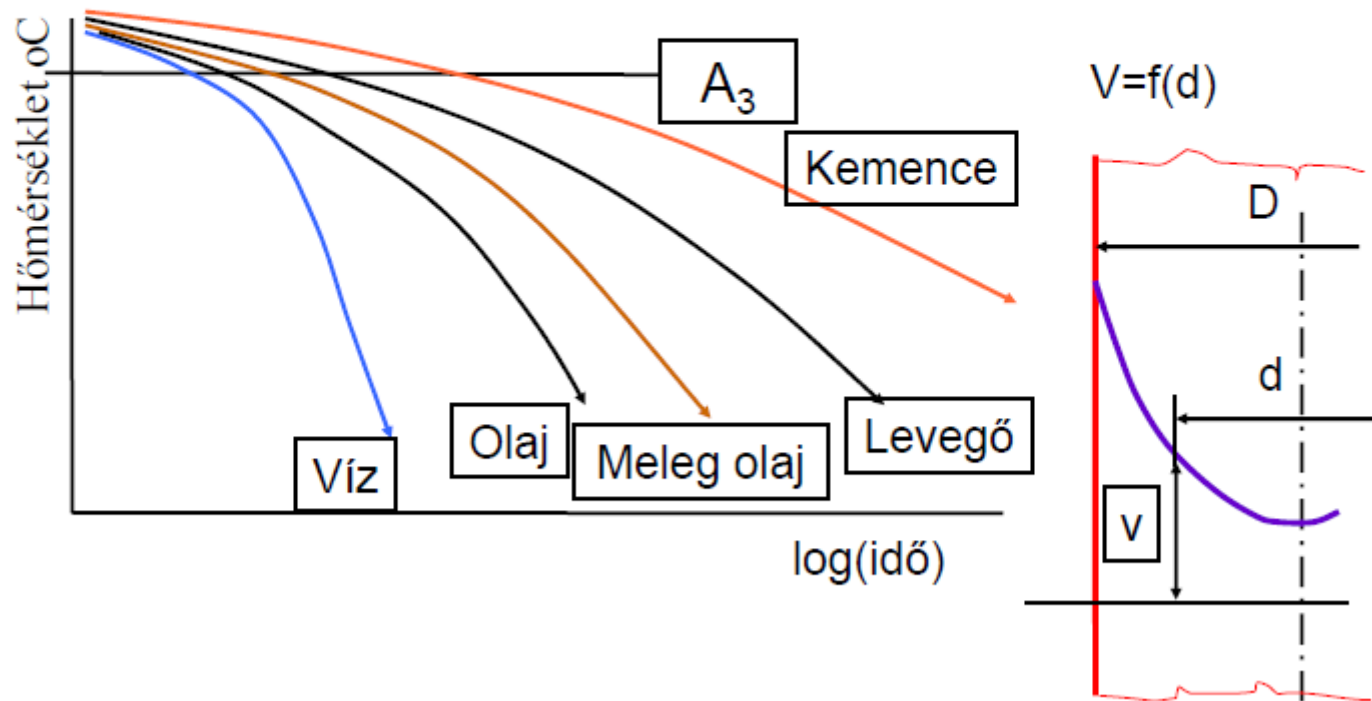 Hőmérséklet oC
A₃
Kemence
Víz
Olaj
Meleg olaj
Levegő
log(idő)
V=f(d)
D
d
v